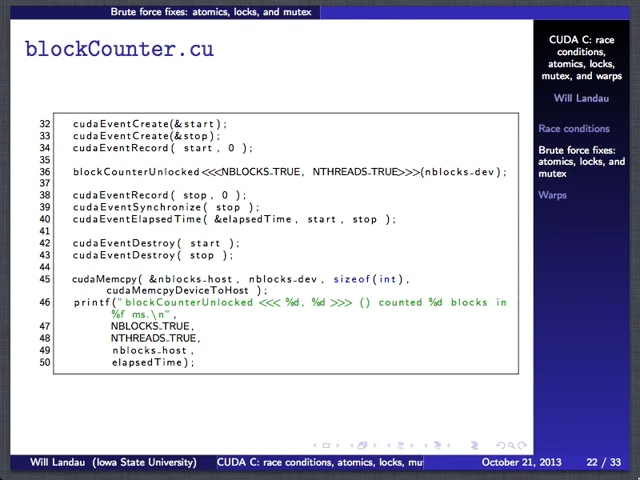 Brute force fixes: atomics, locks, and mutex
blockCounter.cu
32 cudaEventCreate(&start);
33 cudaEventCreate(&stop);
34 cudaEventRecord( start, 0 );
35
36 blockCounterUnlocked<<<NBLOCKS_TRUE, NTHREADS_TRUE>>>(nblocks_dev);
37
38 cudaEventRecord( stop, 0 );
39 cudaEventSynchronize( stop );
40 cudaEventElapsedTime( &elapsedTime, start, stop );
41
42 cudaEventDestroy( start );
43 cudaEventDestroy( stop );
44
45 cudaMemcpy( &nblocks_host, nblocks_dev, sizeof(int),
cudaMemcpyDeviceToHost );
46 printf("blockCounterUnlocked <<< %d, %d >>> () counted %d blocks in
%f ms.\n",
47 NBLOCKS_TRUE,
48 NTHREADS_TRUE,
49 nblocks_host,
50 elapsedTime);
CUDA C: race
conditions,
atomics, locks,
mutex, and warps
Will Landau
Race conditions
Brute force fixes:
atomics, locks, and
mutex
Warps
Will Landau (Iowa State University)
CUDA C: race conditions, atomics, locks, mu
October 21, 2013
22 / 33